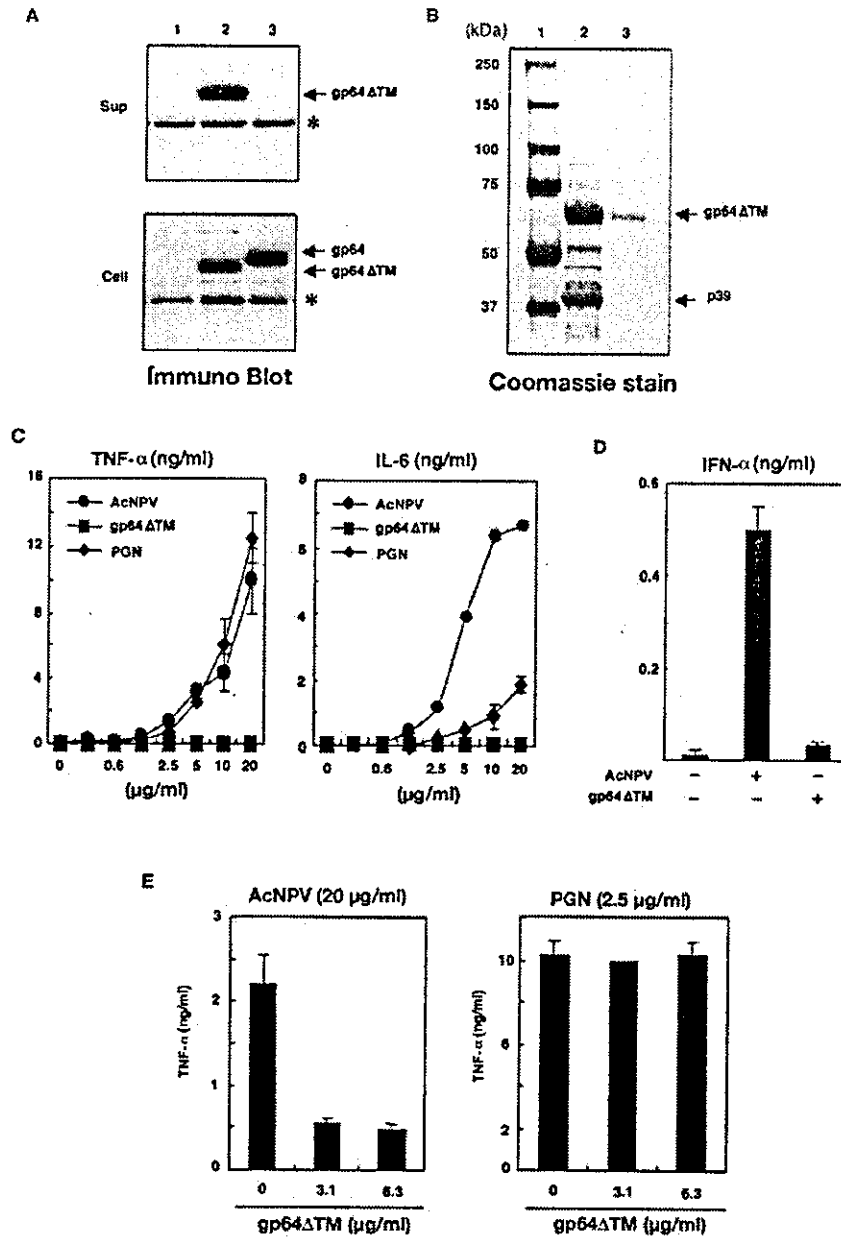 A
1 2 3
Sup
gp64ΔTM
*
Cell
gp64
gp64ΔTM
*
Immuno Blot
B
(kDa) 1 2 3
250
150
100
75
50
37
gp64ΔTM
p39
Coomassie stain
C
TNF-α (ng/ml)
16
12
8
4
0
AcNPV
gp64ΔTM
PGN
0 0.6 2.5 5 10 20
(µg/ml)
IL-6 (ng/ml)
8
6
4
2
0
AcNPV
gp64ΔTM
PGN
0 0.6 2.5 5 10 20
(µg/ml)
D
IFN-α (ng/ml)
0.6
0.4
0.2
AcNPV − + −
gp64ΔTM − − +
E
AcNPV (20 µg/ml)
TNF-α (ng/ml)
3
2
1
0
0 3.1 6.3
gp64ΔTM (µg/ml)
PGN (2.5 µg/ml)
TNF-α (ng/ml)
10
6
2
0
0 3.1 6.3
gp64ΔTM (µg/ml)